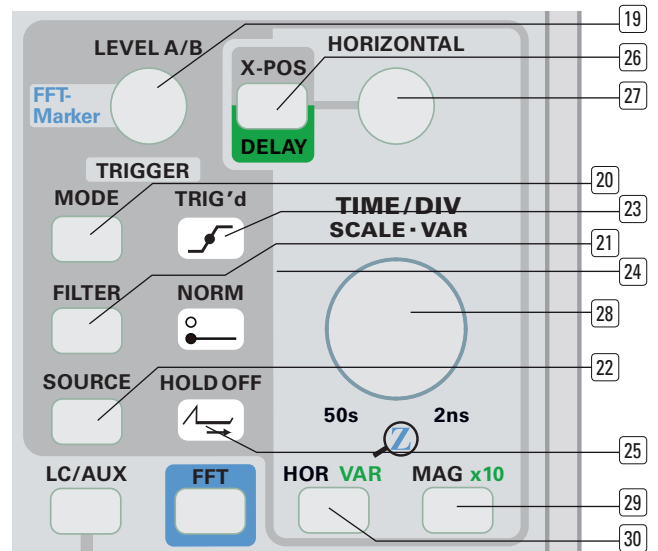 LEVEL A/B
HORIZONTAL
19
X-POS
26
FFT-
Marker
27
DELAY
TRIGGER
MODE
TRIG'd
20
TIME/DIV
23
SCALE · VAR
21
24
FILTER
NORM
28
SOURCE
HOLD OFF
22
50s
2ns
Z
25
LC/AUX
FFT
HOR VAR
MAG x10
29
30